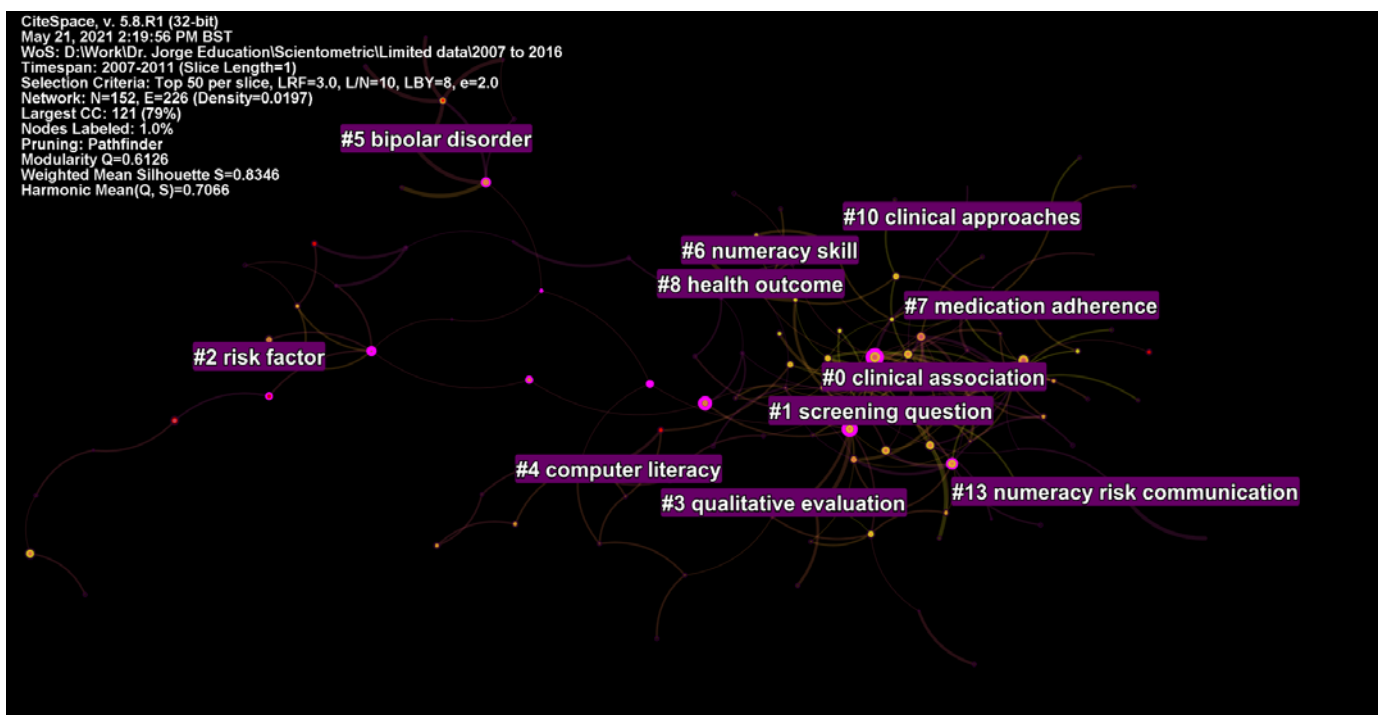 CiteSpace, v. 5.8.R1 (32-bit)
May 21, 2021 2:19:56 PM BST
WoS: D:\Work\Dr. Jorge Education\Scientometric\Limited data\2007 to 2016
Timespan: 2007-2011 (Slice Length=1)
Selection Criteria: Top 50 per slice, LRF=3.0, L/N=10, LBY=8, e=2.0
Network: N=152, E=226 (Density=0.0197)
Largest CC: 121 (79%)
Nodes Labeled: 1.0%
Pruning: Pathfinder
Modularity Q=0.6126
Weighted Mean Silhouette S=0.8346
Harmonic Mean(Q, S)=0.7066
#5 bipolar disorder
#10 clinical approaches
#6 numeracy skill
#8 health outcome
#7 medication adherence
#2 risk factor
#0 clinical association
#1 screening question
#4 computer literacy
#3 qualitative evaluation
#13 numeracy risk communication